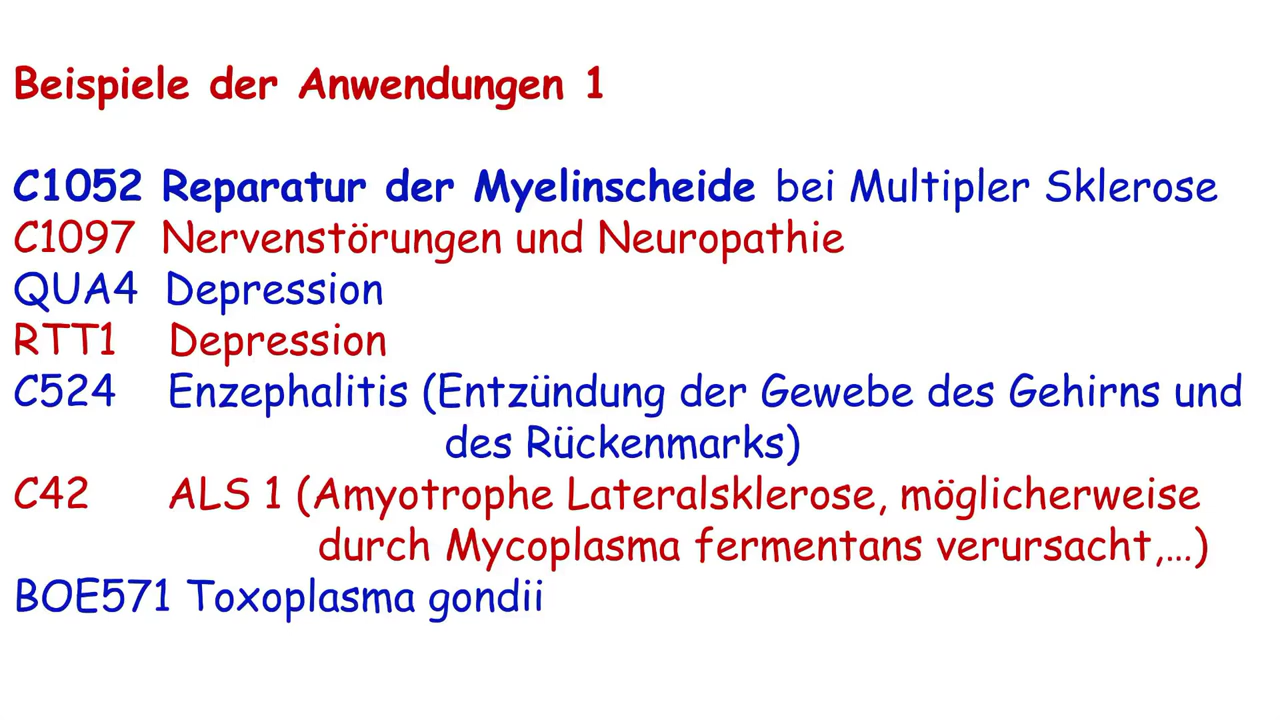 Beispiele der Anwendungen 1
C1052 Reparatur der Myelinscheide bei Multipler Sklerose
C1097 Nervenstörungen und Neuropathie
QUA4 Depression
RTT1 Depression
C524 Enzephalitis (Entzündung der Gewebe des Gehirns und
des Rückenmarks)
C42 ALS 1 (Amyotrophe Lateralsklerose, möglicherweise
durch Mycoplasma fermentans verursacht,...)
BOE571 Toxoplasma gondii